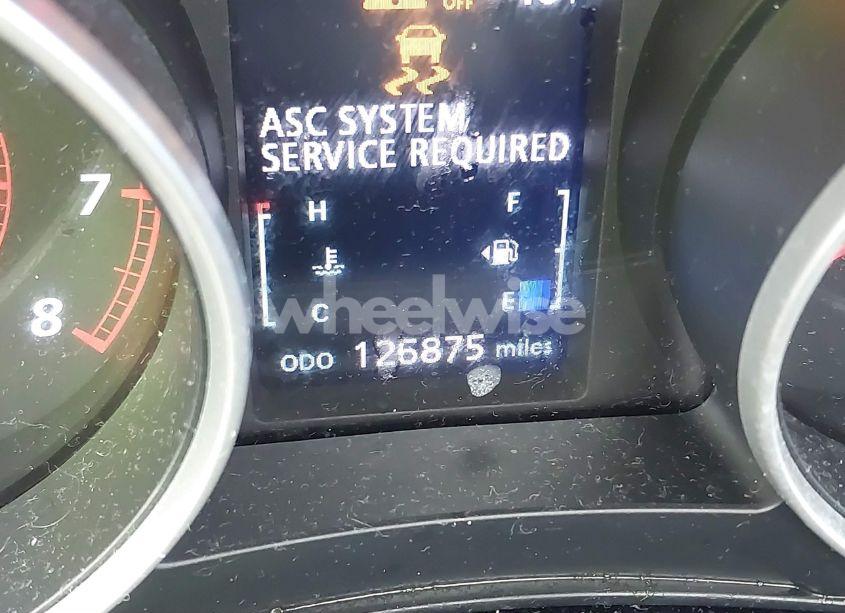 OFF
ASC SYSTEM
SERVICE REQUIRED
7
H F
8
C E
wheelwise
ODO 126875 miles